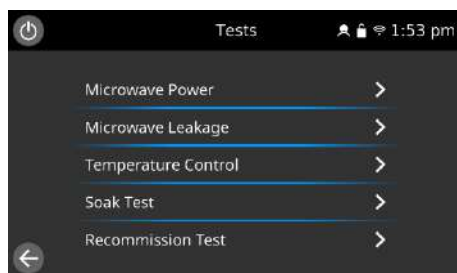 Tests 1:53 pm
Microwave Power
Microwave Leakage
Temperature Control
Soak Test
Recommission Test